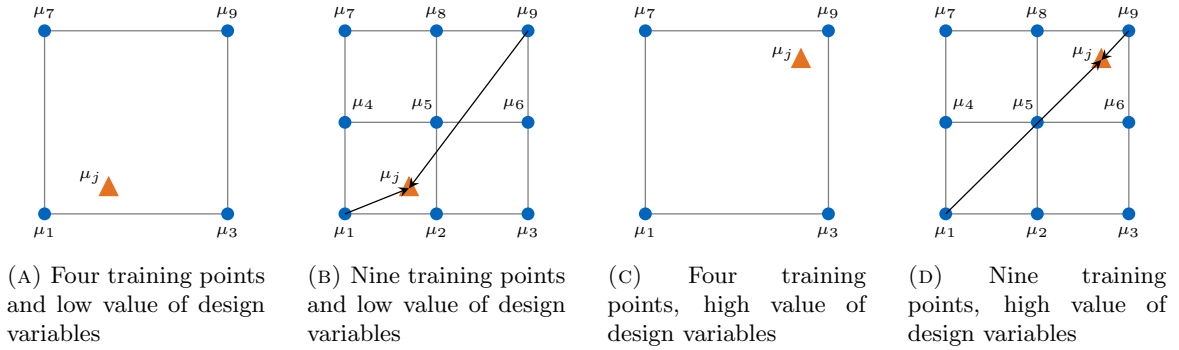 μ7 μ9
μj
μ1 μ3
(A) Four training points
and low value of design
variables
μ7 μ8 μ9
μ4 μ5 μ6
μj
μ1 μ2 μ3
(B) Nine training points
and low value of design
variables
μ7 μ9
μj
μ1 μ3
(C) Four training
points, high value of
design variables
μ7 μ8 μ9
μj
μ4 μ5 μ6
μ1 μ2 μ3
(D) Nine training
points, high value of
design variables